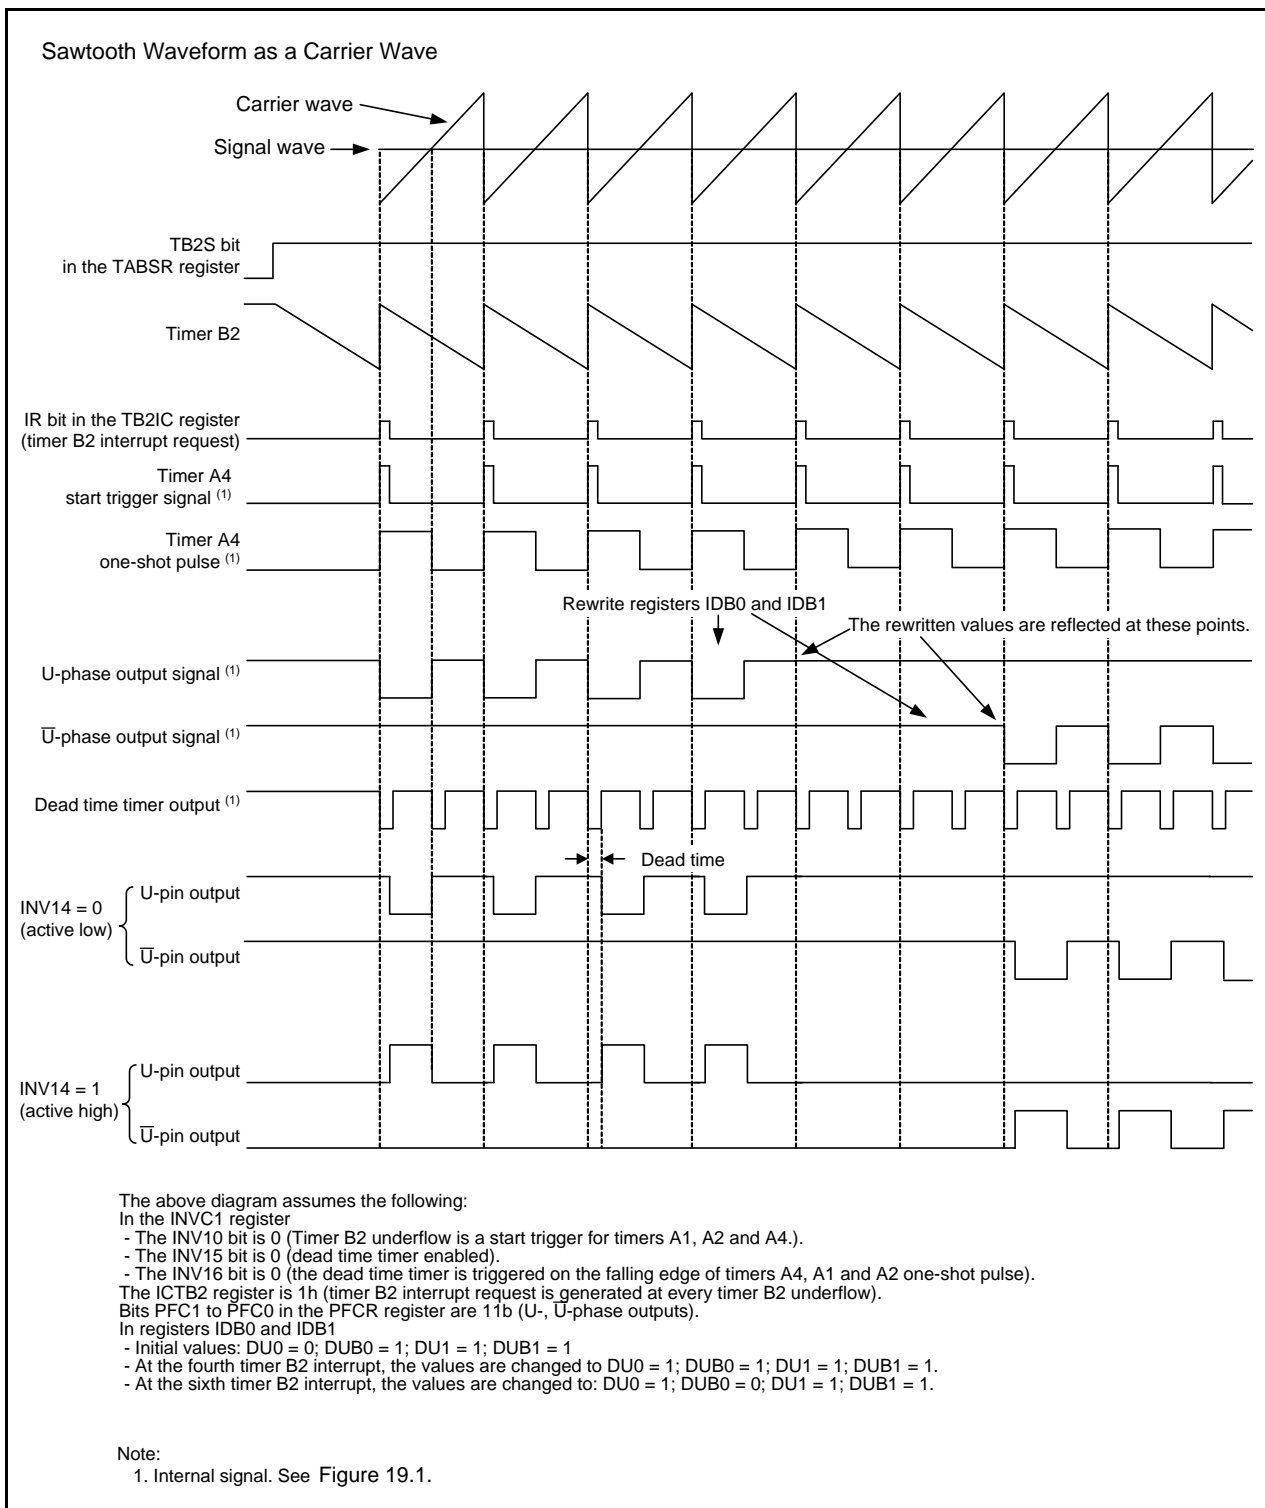 Sawtooth Waveform as a Carrier Wave
Carrier wave
Signal wave
TB2S bit
in the TABSR register
Timer B2
IR bit in the TB2IC register
(timer B2 interrupt request)
Timer A4
start trigger signal (1)
Timer A4
one-shot pulse (1)
Rewrite registers IDB0 and IDB1
The rewritten values are reflected at these points.
U-phase output signal (1)
U̅-phase output signal (1)
Dead time timer output (1)
Dead time
INV14 = 0
(active low)
U-pin output
U̅-pin output
INV14 = 1
(active high)
U-pin output
U̅-pin output
The above diagram assumes the following:
In the INVC1 register
- The INV10 bit is 0 (Timer B2 underflow is a start trigger for timers A1, A2 and A4.).
- The INV15 bit is 0 (dead time timer enabled).
- The INV16 bit is 0 (the dead time timer is triggered on the falling edge of timers A4, A1 and A2 one-shot pulse).
The ICTB2 register is 1h (timer B2 interrupt request is generated at every timer B2 underflow).
Bits PFC1 to PFC0 in the PFCR register are 11b (U-, U̅-phase outputs).
In registers IDB0 and IDB1
- Initial values: DU0 = 0; DUB0 = 1; DU1 = 1; DUB1 = 1
- At the fourth timer B2 interrupt, the values are changed to DU0 = 1; DUB0 = 1; DU1 = 1; DUB1 = 1.
- At the sixth timer B2 interrupt, the values are changed to: DU0 = 1; DUB0 = 0; DU1 = 1; DUB1 = 1.
Note:
1. Internal signal. See Figure 19.1.